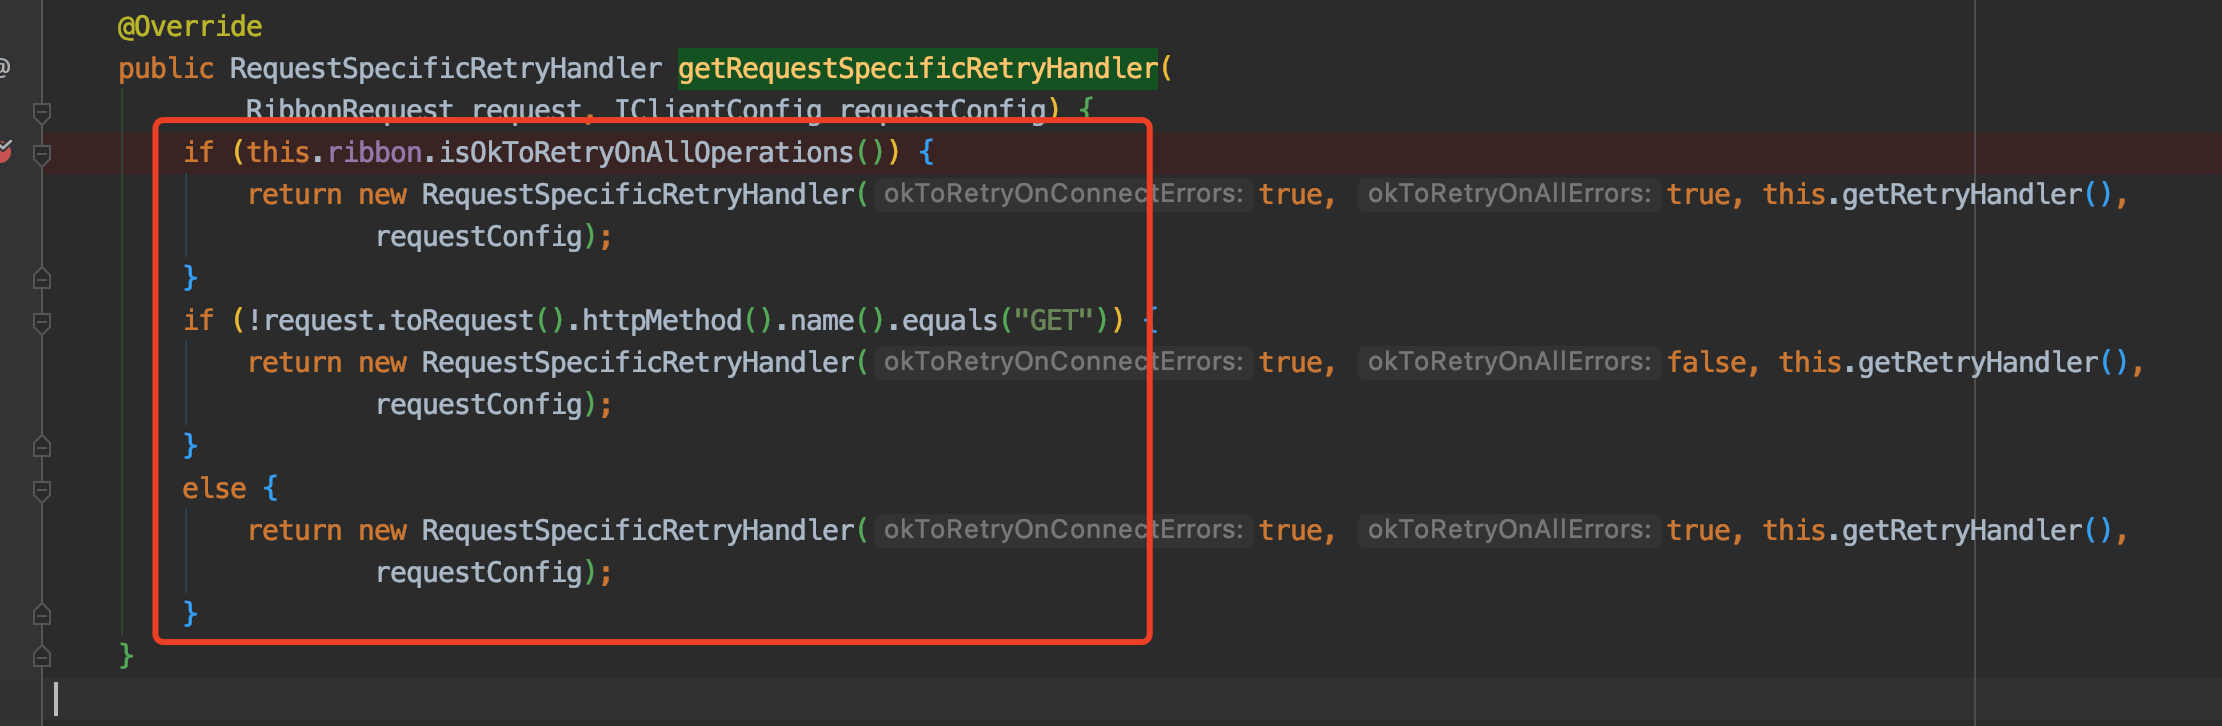 @Override
public RequestSpecificRetryHandler getRequestSpecificRetryHandler(
RibbonRequest request, IClientConfig requestConfig) {
if (this.ribbon.isOkToRetryOnAllOperations()) {
return new RequestSpecificRetryHandler( okToRetryOnConnectErrors: true, okToRetryOnAllErrors: true, this.getRetryHandler(),
requestConfig);
}
if (!request.toRequest().httpMethod().name().equals("GET")) {
return new RequestSpecificRetryHandler( okToRetryOnConnectErrors: true, okToRetryOnAllErrors: false, this.getRetryHandler(),
requestConfig);
}
else {
return new RequestSpecificRetryHandler( okToRetryOnConnectErrors: true, okToRetryOnAllErrors: true, this.getRetryHandler(),
requestConfig);
}
}